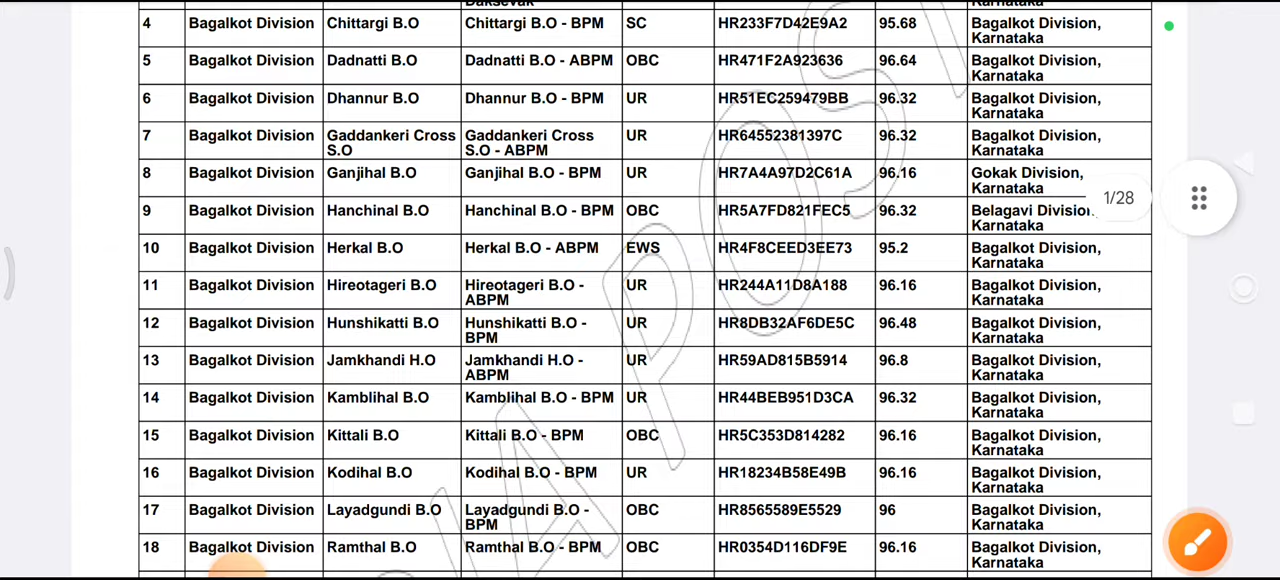 Karnataka
4 Bagalkot Division Chittargi B.O Chittargi B.O - BPM SC HR233F7D42E9A2 95.68 Bagalkot Division,
Karnataka
5 Bagalkot Division Dadnatti B.O Dadnatti B.O - ABPM OBC HR471F2A923636 96.64 Bagalkot Division,
Karnataka
6 Bagalkot Division Dhannur B.O Dhannur B.O - BPM UR HR51EC259479BB 96.32 Bagalkot Division,
Karnataka
7 Bagalkot Division Gaddankeri Cross Gaddankeri Cross UR HR64552381397C 96.32 Bagalkot Division,
S.O S.O - ABPM Karnataka
8 Bagalkot Division Ganjihal B.O Ganjihal B.O - BPM UR HR7A4A97D2C61A 96.16 Gokak Division,
Karnataka
1/28
9 Bagalkot Division Hanchinal B.O Hanchinal B.O - BPM OBC HR5A7FD821FEC5 96.32 Belagavi Division,
Karnataka
10 Bagalkot Division Herkal B.O Herkal B.O - ABPM EWS HR4F8CEED3EE73 95.2 Bagalkot Division,
Karnataka
11 Bagalkot Division Hireotageri B.O Hireotageri B.O - UR HR244A11D8A188 96.16 Bagalkot Division,
ABPM Karnataka
12 Bagalkot Division Hunshikatti B.O Hunshikatti B.O - UR HR8DB32AF6DE5C 96.48 Bagalkot Division,
BPM Karnataka
13 Bagalkot Division Jamkhandi H.O Jamkhandi H.O - UR HR59AD815B5914 96.8 Bagalkot Division,
ABPM Karnataka
14 Bagalkot Division Kamblihal B.O Kamblihal B.O - BPM UR HR44BEB951D3CA 96.32 Bagalkot Division,
Karnataka
15 Bagalkot Division Kittali B.O Kittali B.O - BPM OBC HR5C353D814282 96.16 Bagalkot Division,
Karnataka
16 Bagalkot Division Kodihal B.O Kodihal B.O - BPM UR HR18234B58E49B 96.16 Bagalkot Division,
Karnataka
17 Bagalkot Division Layadgundi B.O Layadgundi B.O - OBC HR8565589E5529 96 Bagalkot Division,
BPM Karnataka
18 Bagalkot Division Ramthal B.O Ramthal B.O - BPM OBC HR0354D116DF9E 96.16 Bagalkot Division,
Karnataka